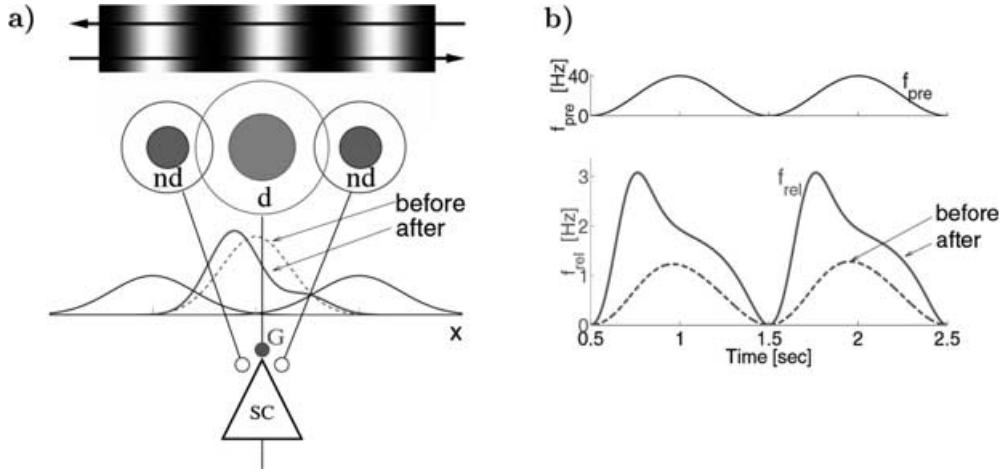 a)
nd
d
nd
before
after
x
G
SC
b)
f_pre [Hz]
40
0
f_pre
f_rel [Hz]
3
2
1
0
f_rel
before
after
0.5
1
1.5
2
2.5
Time [sec]